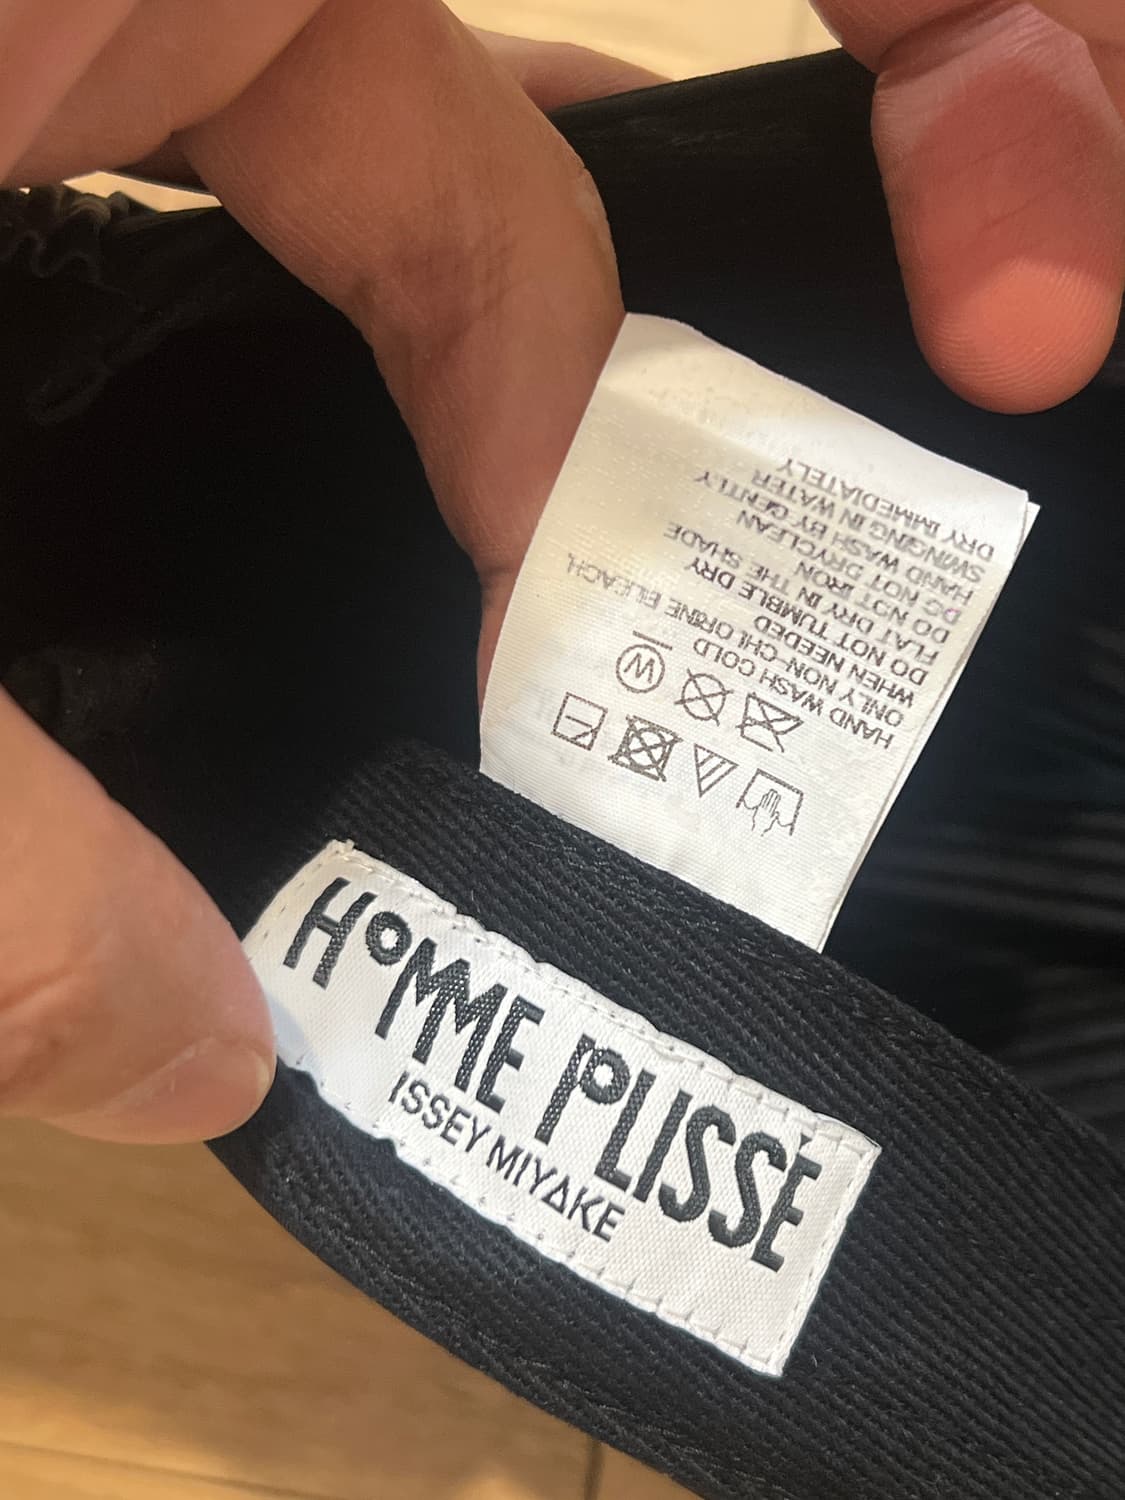 HOMME PLISSÉ
ISSEY MIYAKE
W
HAND WASH COLD
ONLY NON-CHLORINE BLEACH,
WHEN NEEDED
DO NOT TUMBLE DRY
FLAT DRY IN THE SHADE
DO NOT IRON
DO NOT DRYCLEAN
HAND WASH BY GENTLY
SWINGING IN WATER
DRY IMMEDIATELY